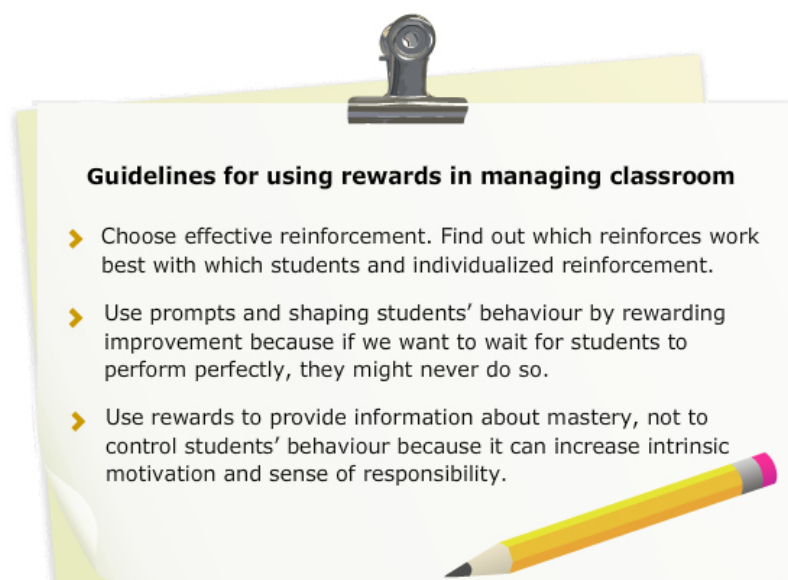 Guidelines for using rewards in managing classroom
Choose effective reinforcement. Find out which reinforces work
best with which students and individualized reinforcement.
Use prompts and shaping students’ behaviour by rewarding
improvement because if we want to wait for students to
perform perfectly, they might never do so.
Use rewards to provide information about mastery, not to
control students’ behaviour because it can increase intrinsic
motivation and sense of responsibility.